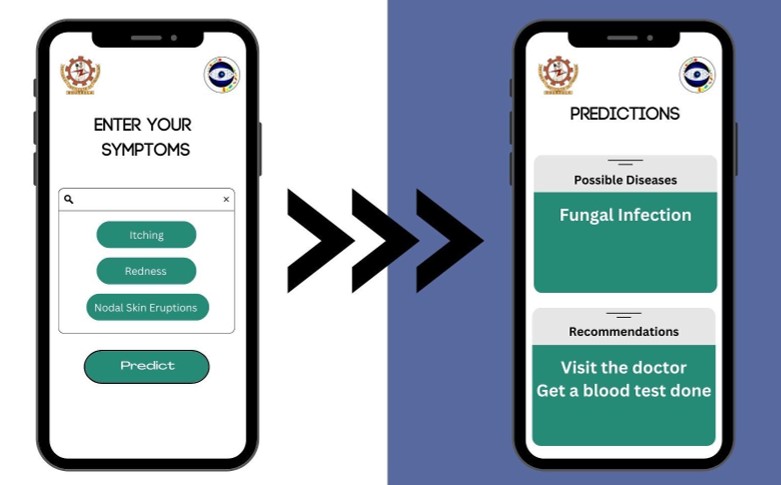 ENTER YOUR
SYMPTOMS
Itching
Redness
Nodal Skin Eruptions
Predict
PREDICTIONS
Possible Diseases
Fungal Infection
Recommendations
Visit the doctor
Get a blood test done